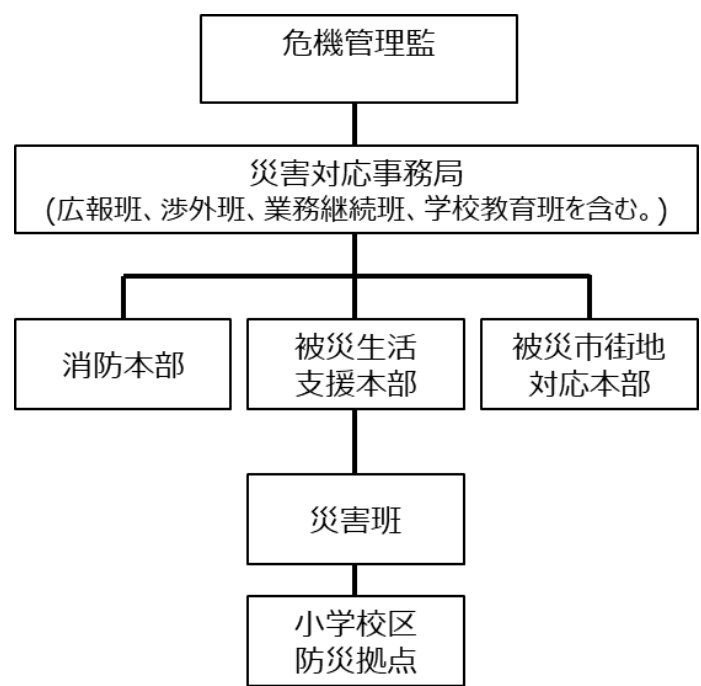 危機管理監
災害対応事務局
(広報班、渉外班、業務継続班、学校教育班を含む。)
消防本部
被災生活
支援本部
被災市街地
対応本部
災害班
小学校区
防災拠点